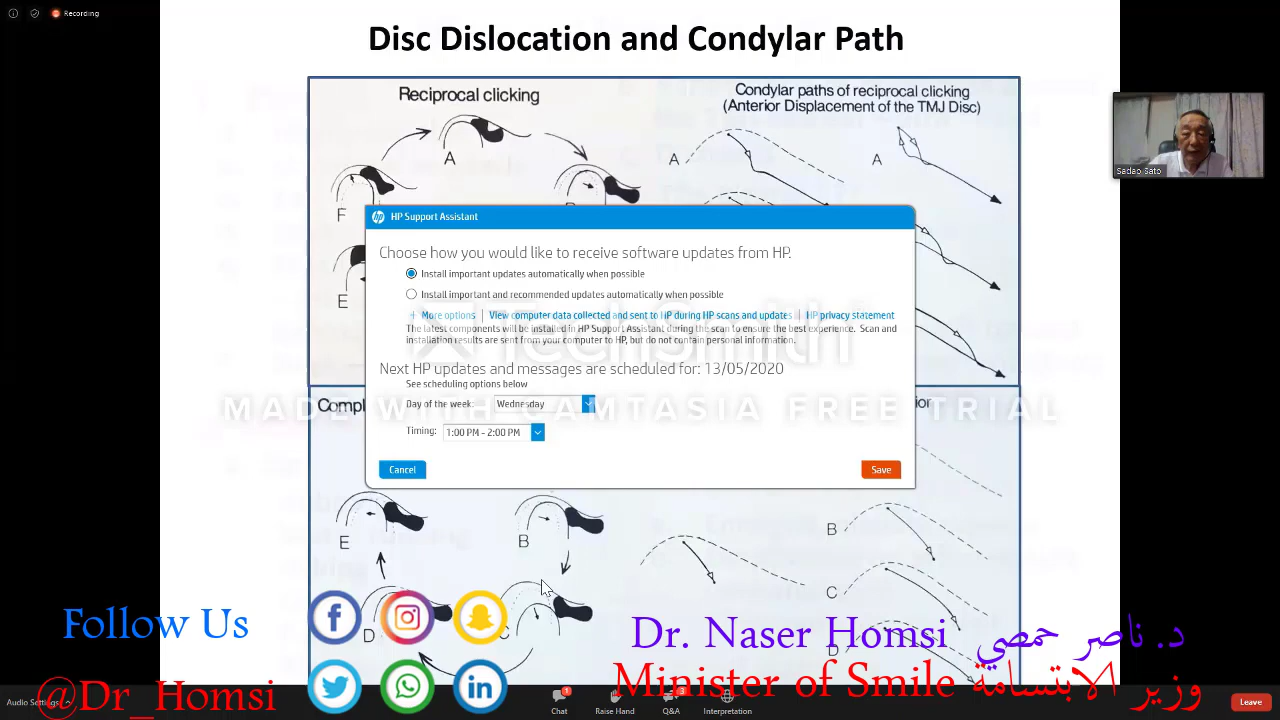 Recording
Disc Dislocation and Condylar Path
Reciprocal clicking
Condylar paths of reciprocal clicking
(Anterior Displacement of the TMJ Disc)
A
A
A
F
E
Sadao Sato
HP Support Assistant
Choose how you would like to receive software updates from HP.
Install important updates automatically when possible
Install important and recommended updates automatically when possible
+ More options | View computer data collected and sent to HP during HP scans and updates | HP privacy statement
The latest components will be installed in HP Support Assistant during the scan to ensure the best experience. Scan and
installation results are sent from your computer to HP, but do not contain personal information.
TechSmith
Next HP updates and messages are scheduled for: 13/05/2020
See scheduling options below
Day of the week: Wednesday
MADE WITH CAMTASIA FREE TRIAL
Timing: 1:00 PM - 2:00 PM
Cancel
Save
E
B
B
C
D
C
D
Follow Us
@Dr_Homsi
Dr. Naser Homsi د. ناصر حمصي
Minister of Smile وزير الابتسامة
Audio Settings
Chat
1
Raise Hand
Q&A
3
Interpretation
Leave